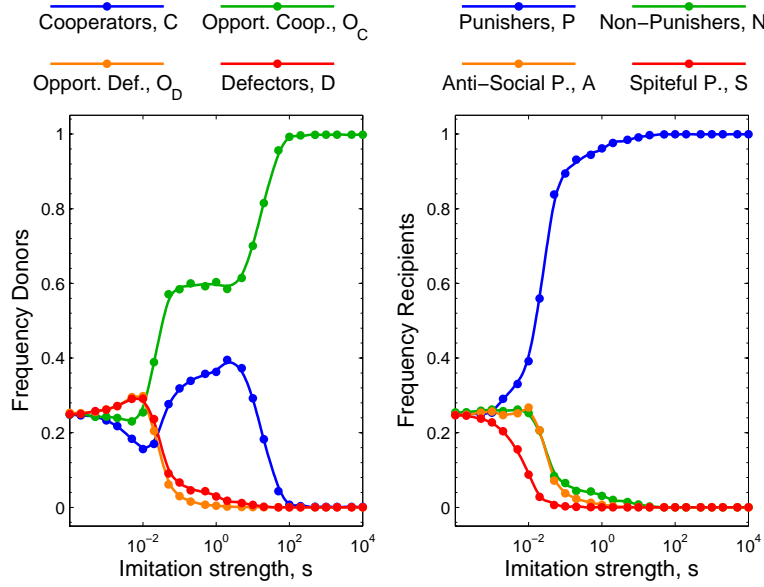 Cooperators, C
Opport. Coop., O_C
Opport. Def., O_D
Defectors, D
Punishers, P
Non−Punishers, N
Anti−Social P., A
Spiteful P., S
Frequency Donors
1
0.8
0.6
0.4
0.2
0
10^−2
10^0
10^2
10^4
Imitation strength, s
Frequency Recipients
1
0.8
0.6
0.4
0.2
0
10^−2
10^0
10^2
10^4
Imitation strength, s